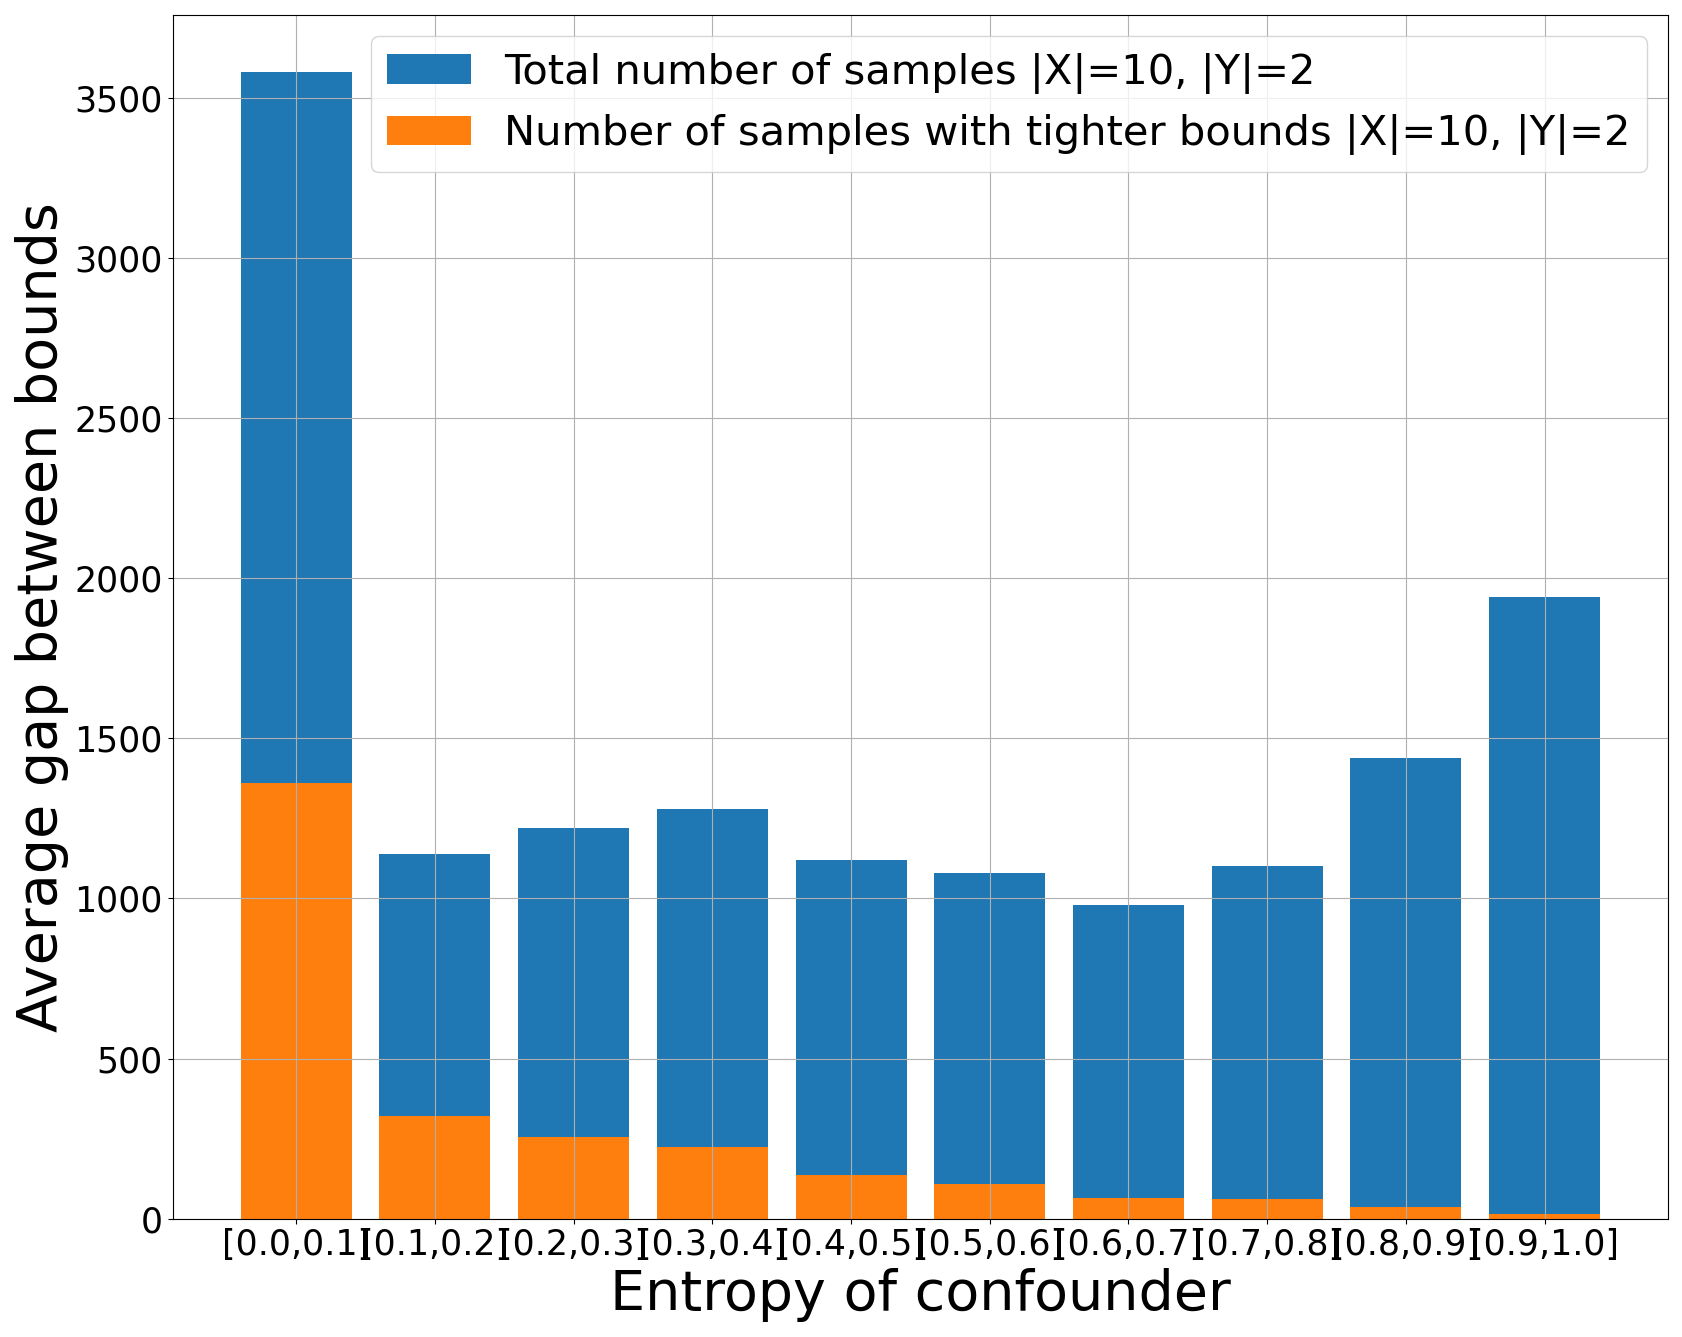 Total number of samples |X|=10, |Y|=2
Number of samples with tighter bounds |X|=10, |Y|=2
Average gap between bounds
3500
3000
2500
2000
1500
1000
500
0
[0.0,0.1] [0.1,0.2] [0.2,0.3] [0.3,0.4] [0.4,0.5] [0.5,0.6] [0.6,0.7] [0.7,0.8] [0.8,0.9] [0.9,1.0]
Entropy of confounder